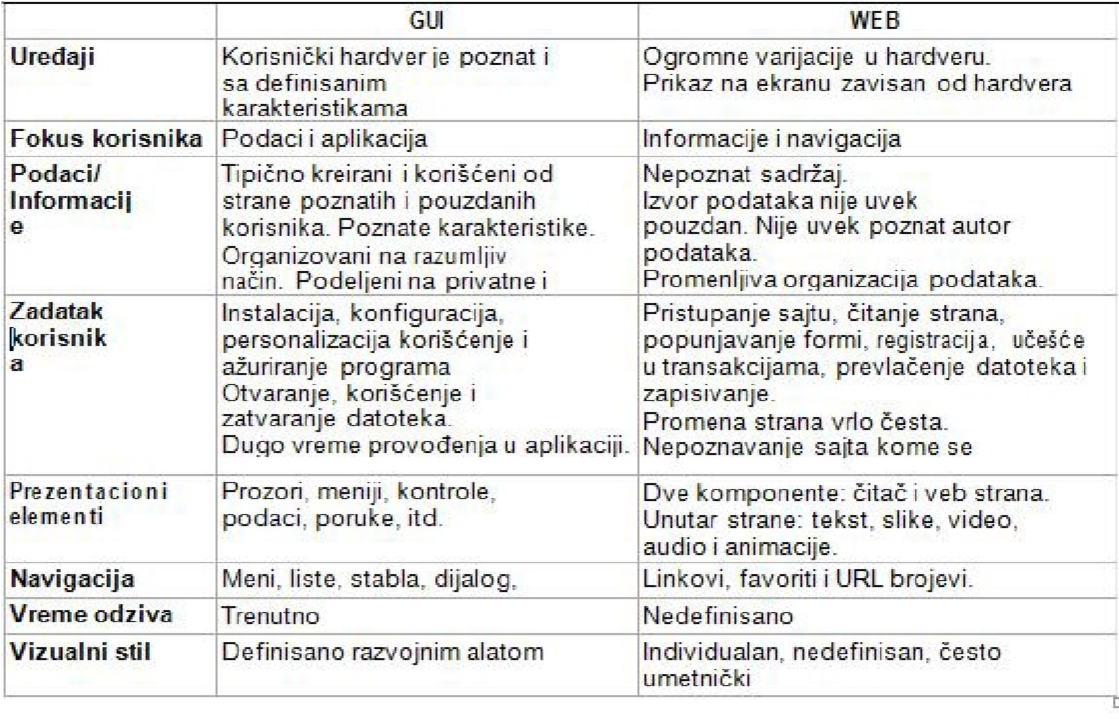 GUI WEB
Uređaji
Korisnički hardver je poznat i
sa definisanim
karakteristikama
Ogromne varijacije u hardveru.
Prikaz na ekranu zavisan od hardvera
Fokus korisnika
Podaci i aplikacija
Informacije i navigacija
Podaci/
Informacij
e
Tipično kreirani i korišćeni od
strane poznatih i pouzdanih
korisnika. Poznate karakteristike.
Organizovani na razumljiv
način. Podeljeni na privatne i
Nepoznat sadržaj.
Izvor podataka nije uvek
pouzdan. Nije uvek poznat autor
podataka.
Promenljiva organizacija podataka.
Zadatak
korisnik
a
Instalacija, konfiguracija,
personalizacija korišćenje i
ažuriranje programa
Otvaranje, korišćenje i
zatvaranje datoteka.
Dugo vreme provođenja u aplikaciji.
Pristupanje sajtu, čitanje strana,
popunjavanje formi, registracija, učešće
u transakcijama, prevlačenje datoteka i
zapisivanje.
Promena strana vrlo česta.
Nepoznavanje sajta kome se
Prezentacioni
elementi
Prozori, meniji, kontrole,
podaci, poruke, itd.
Dve komponente: čitač i veb strana.
Unutar strane: tekst, slike, video,
audio i animacije.
Navigacija
Meni, liste, stabla, dijalog,
Linkovi, favoriti i URL brojevi.
Vreme odziva
Trenutno
Nedefinisano
Vizualni stil
Definisano razvojnim alatom
Individualan, nedefinisan, često
umetnički